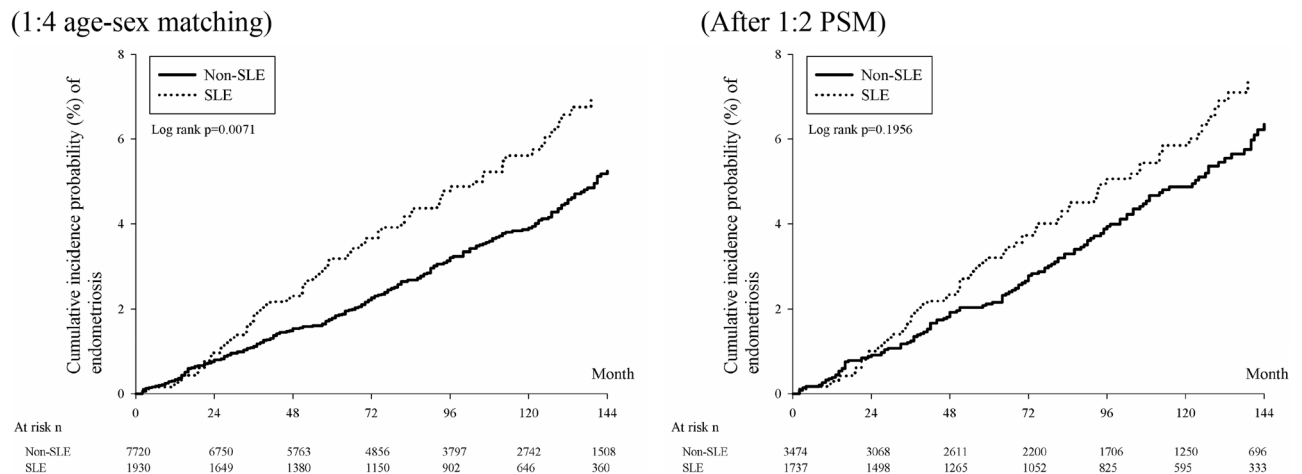 (1:4 age-sex matching)
8
6
4
2
0
Cumulative incidence probability (%) of
endometriosis
Non-SLE
SLE
Log rank p=0.0071
Month
0 24 48 72 96 120 144
At risk n
Non-SLE 7720 6750 5763 4856 3797 2742 1508
SLE 1930 1649 1380 1150 902 646 360
(After 1:2 PSM)
8
6
4
2
0
Cumulative incidence probability (%) of
endometriosis
Non-SLE
SLE
Log rank p=0.1956
Month
0 24 48 72 96 120 144
At risk n
Non-SLE 3474 3068 2611 2200 1706 1250 696
SLE 1737 1498 1265 1052 825 595 333